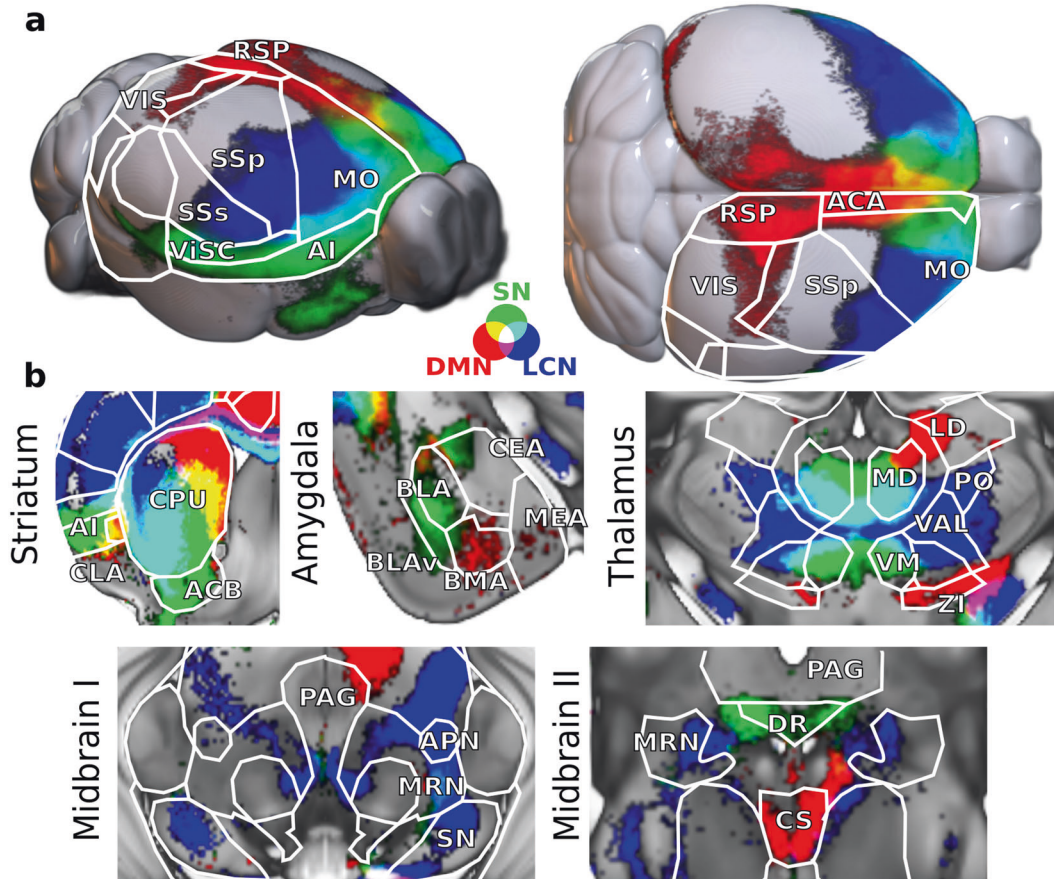 a
RSP
VIS
SSp
MO
SSs
ViSC
AI
RSP
ACA
VIS
SSp
MO
SN
DMN
LCN
b
Striatum
CPU
AI
CLA
ACB
Amygdala
CEA
BLA
MEA
BLAv
BMA
Thalamus
LD
MD
PO
VAL
VM
ZI
Midbrain I
PAG
APN
MRN
SN
Midbrain II
PAG
DR
MRN
CS